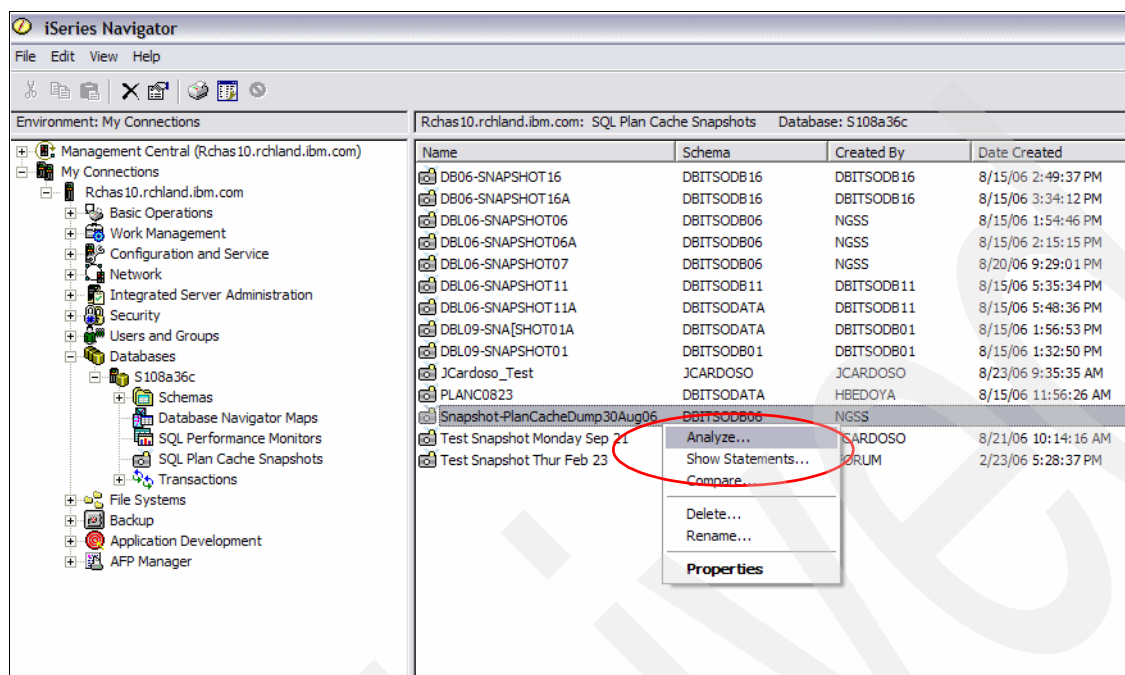 iSeries Navigator
File Edit View Help
Environment: My Connections
Rchas10.rchland.ibm.com: SQL Plan Cache Snapshots Database: S108a36c
Management Central (Rchas10.rchland.ibm.com)
My Connections
Rchas10.rchland.ibm.com
Basic Operations
Work Management
Configuration and Service
Network
Integrated Server Administration
Security
Users and Groups
Databases
S108a36c
Schemas
Database Navigator Maps
SQL Performance Monitors
SQL Plan Cache Snapshots
Transactions
File Systems
Backup
Application Development
AFP Manager
Name Schema Created By Date Created
DB06-SNAPSHOT16 DBITSODB16 DBITSODB16 8/15/06 2:49:37 PM
DB06-SNAPSHOT16A DBITSODB16 DBITSODB16 8/15/06 3:34:12 PM
DBL06-SNAPSHOT06 DBITSODB06 NGSS 8/15/06 1:54:46 PM
DBL06-SNAPSHOT06A DBITSODB06 NGSS 8/15/06 2:15:15 PM
DBL06-SNAPSHOT07 DBITSODB06 NGSS 8/20/06 9:29:01 PM
DBL06-SNAPSHOT11 DBITSODB11 DBITSODB11 8/15/06 5:35:34 PM
DBL06-SNAPSHOT11A DBITSODATA DBITSODB11 8/15/06 5:48:36 PM
DBL09-SNA[SHOT01A DBITSODATA DBITSODB01 8/15/06 1:56:53 PM
DBL09-SNAPSHOT01 DBITSODB01 DBITSODB01 8/15/06 1:32:50 PM
JCardoso_Test JCARDOSO JCARDOSO 8/23/06 9:35:35 AM
PLANC0823 DBITSODATA HBEDOYA 8/15/06 11:56:26 AM
Snapshot-PlanCacheDump30Aug06 DBITSODB06 NGSS
Test Snapshot Monday Sep 21 CARDOSO 8/21/06 10:14:16 AM
Test Snapshot Thur Feb 23 ORUM 2/23/06 5:28:37 PM
Analyze...
Show Statements...
Compare...
Delete...
Rename...
Properties